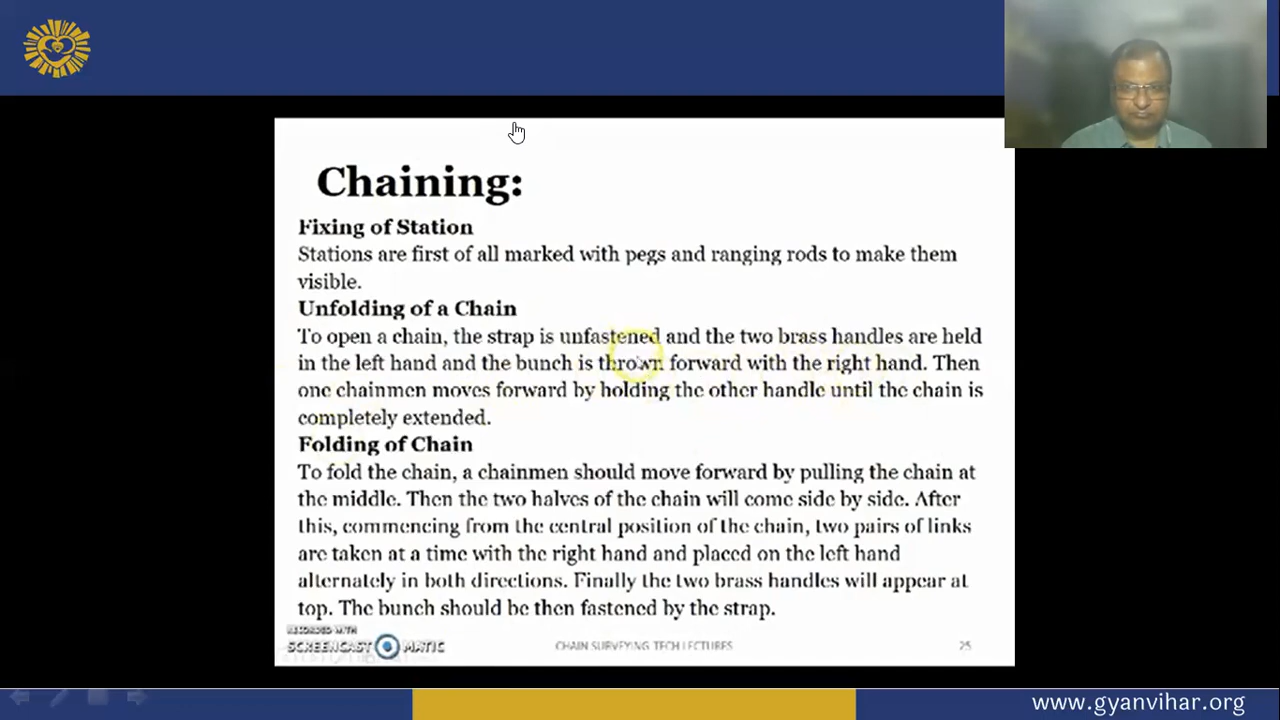 Chaining:
Fixing of Station
Stations are first of all marked with pegs and ranging rods to make them
visible.
Unfolding of a Chain
To open a chain, the strap is unfastened and the two brass handles are held
in the left hand and the bunch is thrown forward with the right hand. Then
one chainmen moves forward by holding the other handle until the chain is
completely extended.
Folding of Chain
To fold the chain, a chainmen should move forward by pulling the chain at
the middle. Then the two halves of the chain will come side by side. After
this, commencing from the central position of the chain, two pairs of links
are taken at a time with the right hand and placed on the left hand
alternately in both directions. Finally the two brass handles will appear at
top. The bunch should be then fastened by the strap.
RECORDED WITH
SCREENCAST MATIC
CHAIN SURVEYING TECH LECTURES
25
www.gyanvihar.org